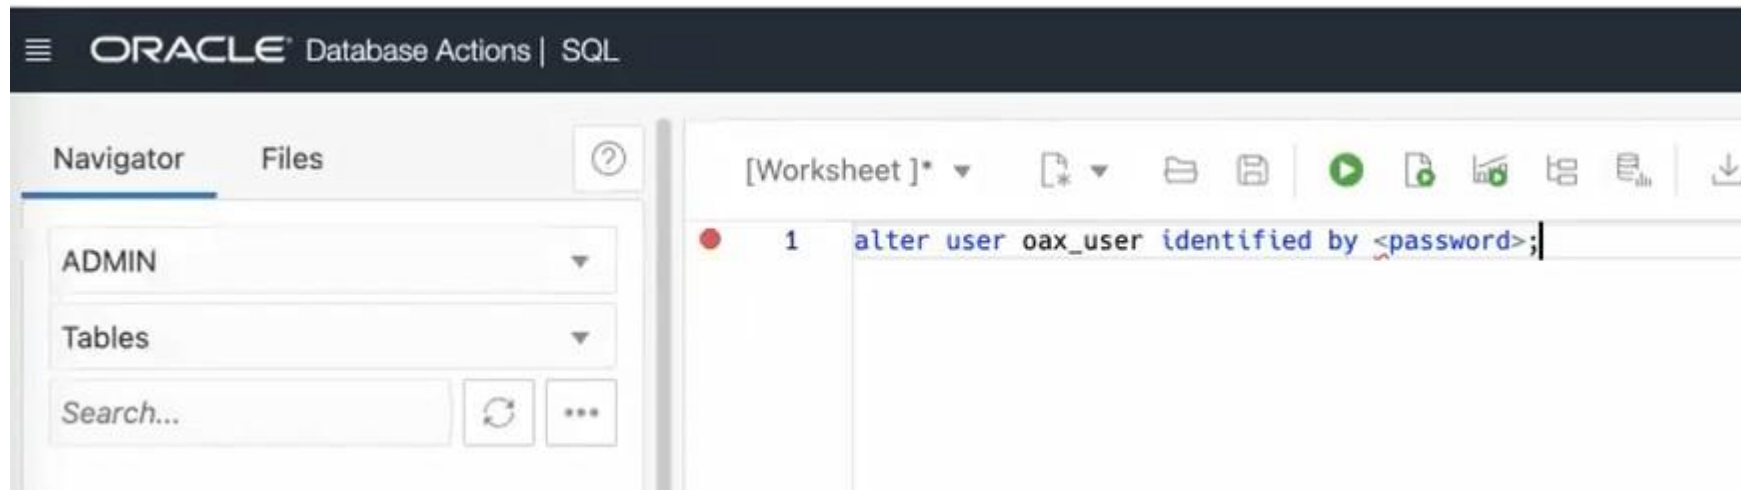 ORACLE Database Actions | SQL
Navigator Files
[Worksheet ]*
1 alter user oax_user identified by <password>;
ADMIN
Tables
Search...